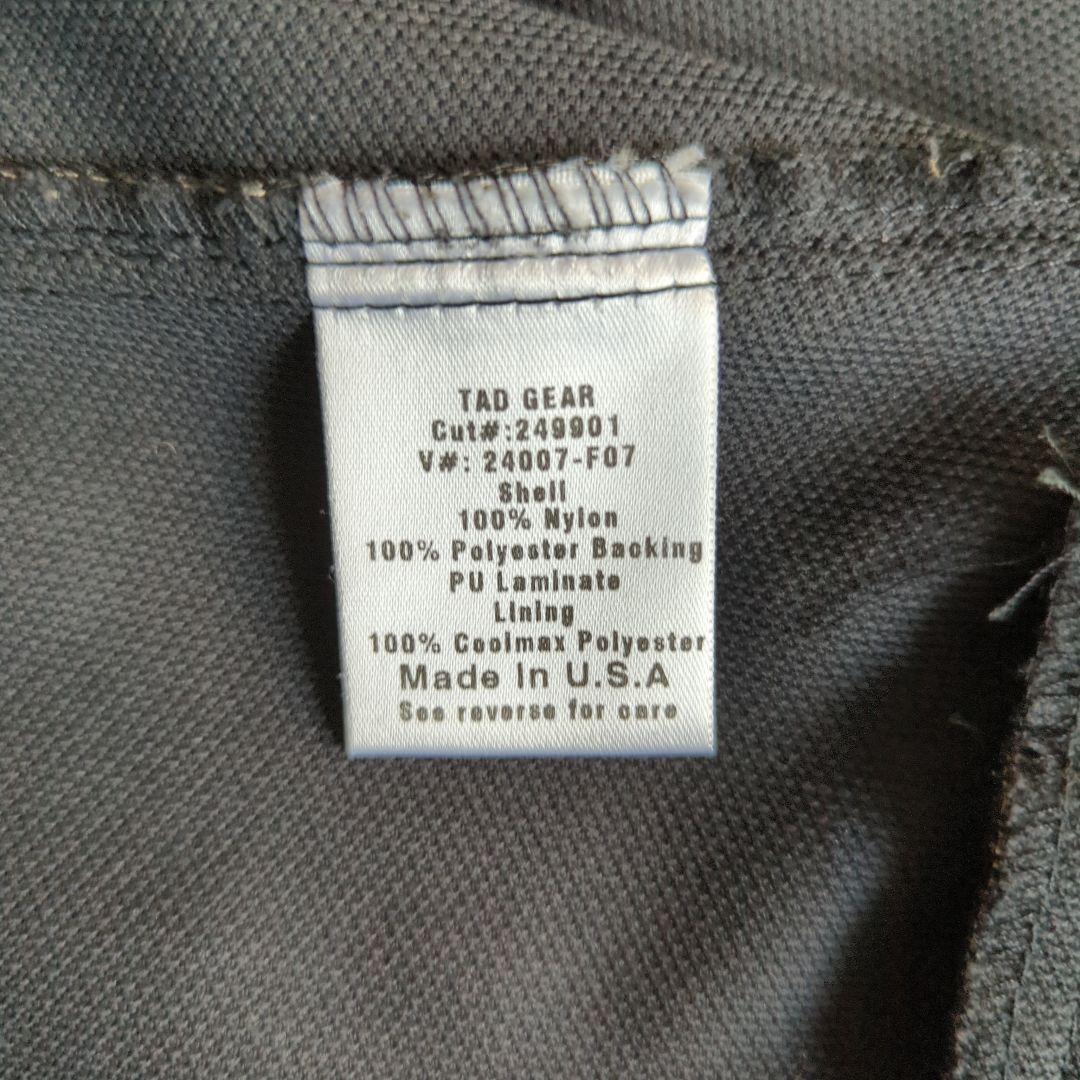 TAD GEAR
Cut#:249901
V#: 24007-F07
Shell
100% Nylon
100% Polyester Backing
PU Laminate
Lining
100% Coolmax Polyester
Made In U.S.A
See reverse for care